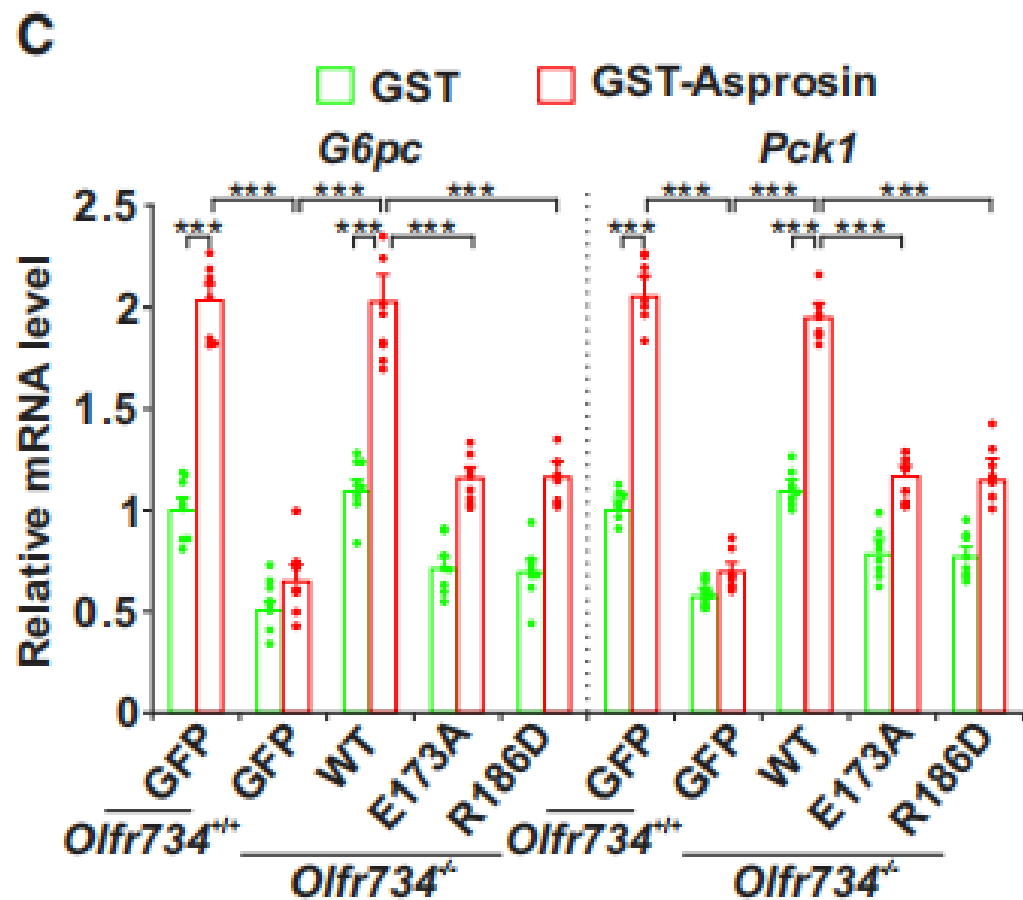 C
GST GST-Asprosin
G6pc Pck1
*** *** *** *** *** ***
*** *** *** *** *** ***
2.5
2
1.5
1
0.5
0
Relative mRNA level
GFP GFP WT E173A R186D GFP GFP WT E173A R186D
Olfr734+/+ Olfr734+/+
Olfr734-/- Olfr734-/-